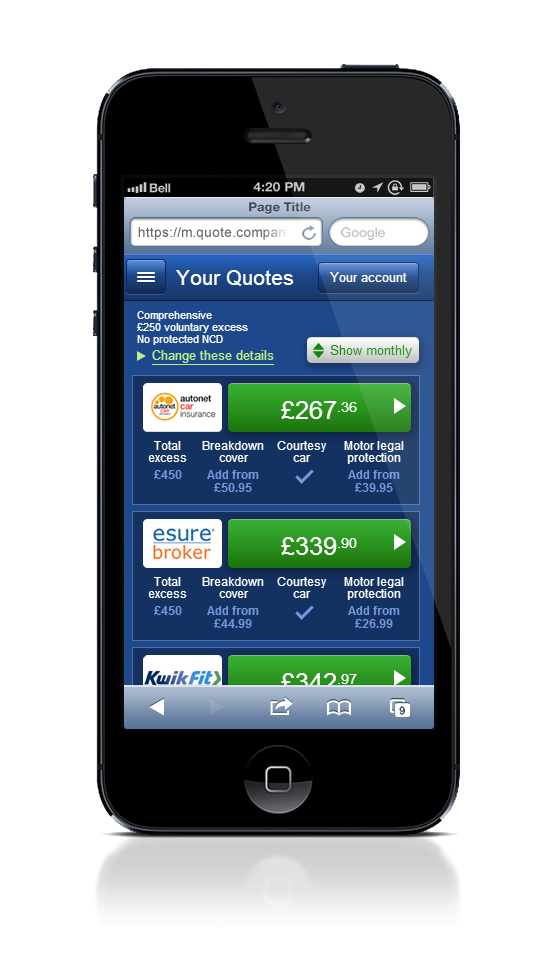 Bell 4:20 PM
Page Title
https://m.quote.compare Google
Your Quotes Your account
Comprehensive
£250 voluntary excess
No protected NCD
Change these details
Show monthly
autonet
CAR
autonet
car
insurance
£267.36
Total
excess
£450
Breakdown
cover
Add from
£50.95
Courtesy
car
Motor legal
protection
Add from
£39.95
esure
broker
£339.90
Total
excess
£450
Breakdown
cover
Add from
£44.99
Courtesy
car
Motor legal
protection
Add from
£26.99
KwikFit
£342.97
9